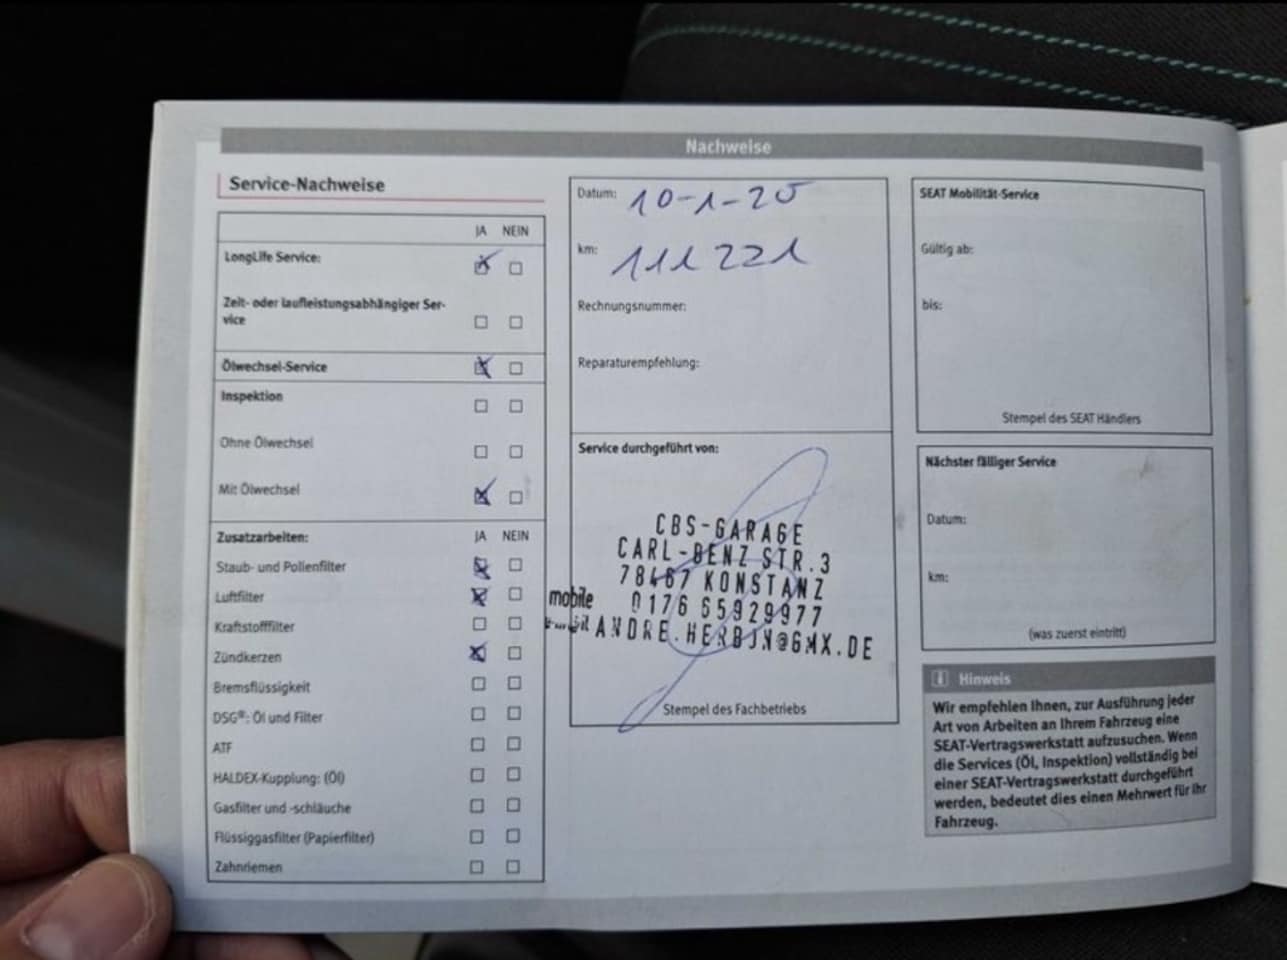 Nachweise
Service-Nachweise
JA NEIN
LongLife Service:
Zeit- oder laufleistungsabhängiger Ser-
vice
Ölwechsel-Service
Inspektion
Ohne Ölwechsel
Mit Ölwechsel
Zusatzarbeiten: JA NEIN
Staub- und Pollenfilter
Luftfilter
Kraftstofffilter
Zündkerzen
Bremsflüssigkeit
DSG®: Öl und Filter
ATF
HALDEX-Kupplung: (Öl)
Gasfilter und -schläuche
Flüssiggasfilter (Papierfilter)
Zahnriemen
Datum: 10-1-20
km: 111221
Rechnungsnummer:
Reparaturempfehlung:
Service durchgeführt von:
CBS-GARAGE
CARL-BENZ STR.3
78467 KONSTANZ
mobile 0176 65929977
ANDRE.HERBIN@GMX.DE
Stempel des Fachbetriebs
SEAT Mobilität-Service
Gültig ab:
bis:
Stempel des SEAT Händlers
Nächster fälliger Service
Datum:
km:
(was zuerst eintritt)
Hinweis
Wir empfehlen Ihnen, zur Ausführung jeder
Art von Arbeiten an Ihrem Fahrzeug eine
SEAT-Vertragswerkstatt aufzusuchen. Wenn
die Services (Öl, Inspektion) vollständig bei
einer SEAT-Vertragswerkstatt durchgeführt
werden, bedeutet dies einen Mehrwert für Ihr
Fahrzeug.